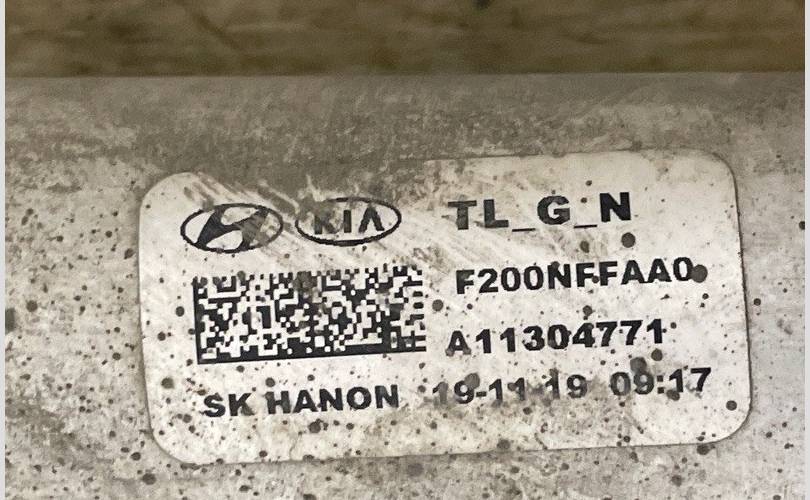 KIA TL_G_N
F200NFFAA0
A11304771
SK HANON 19-11-19 09:17